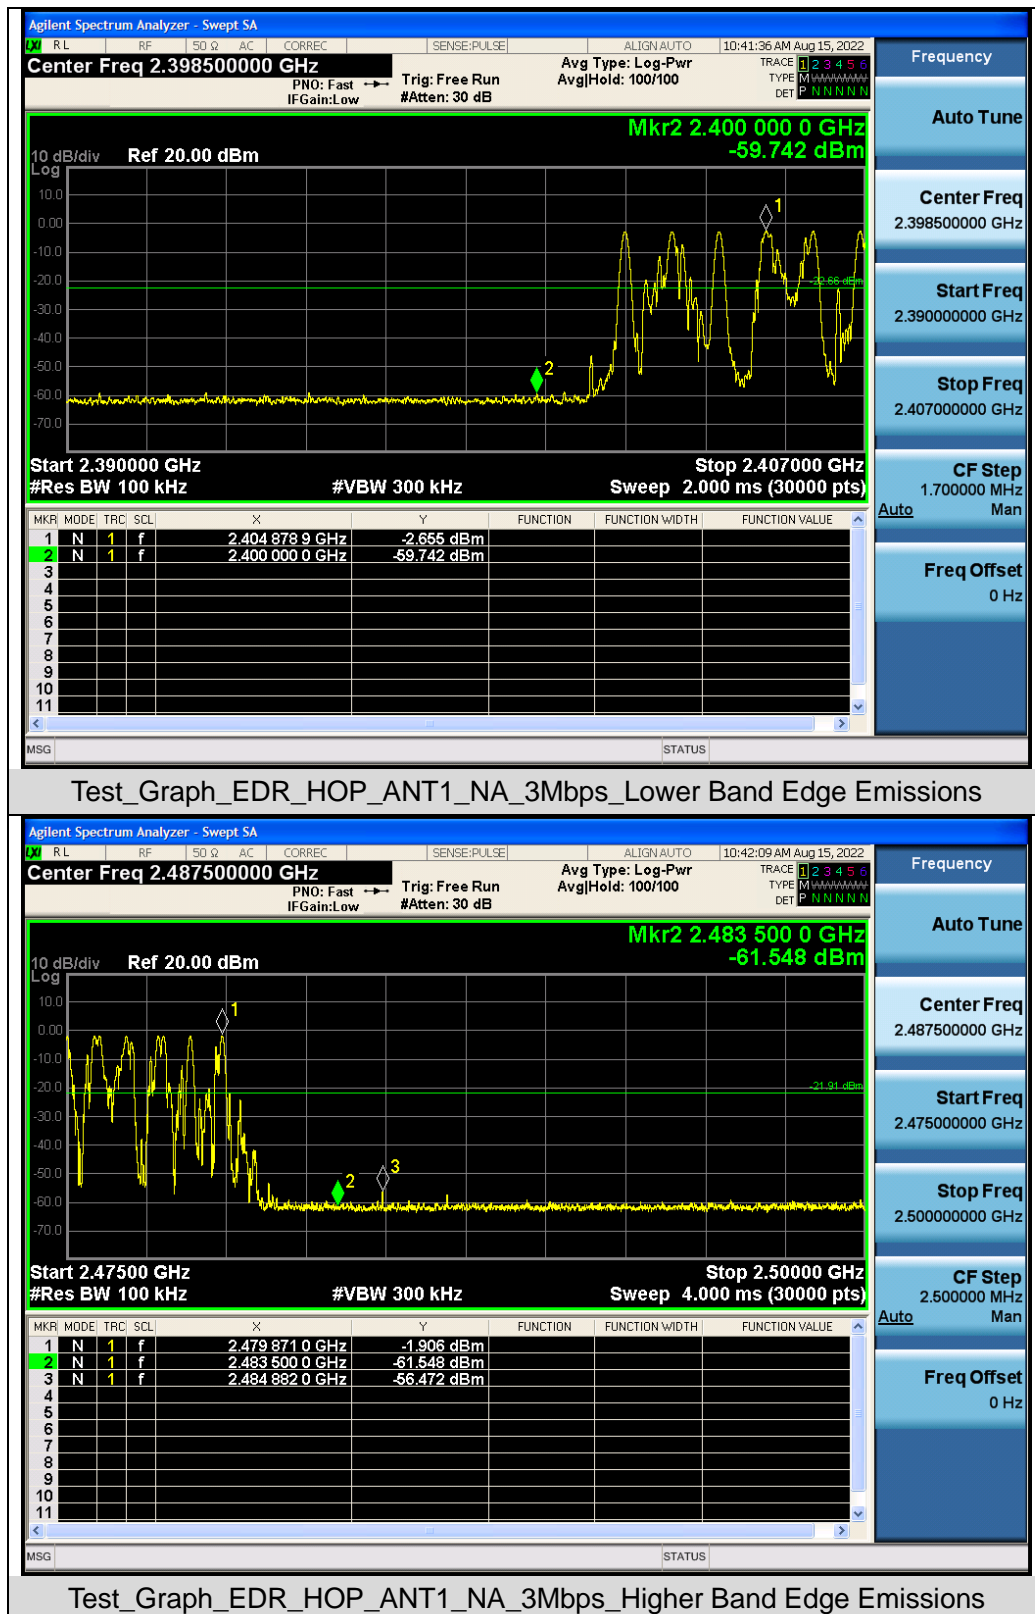 Agilent Spectrum Analyzer - Swept SA
LXI RL RF 50 Ω AC CORREC SENSE:PULSE ALIGN AUTO 10:41:36 AM Aug 15, 2022
Center Freq 2.398500000 GHz
PNO: Fast
IFGain:Low
Trig: Free Run
#Atten: 30 dB
Avg Type: Log-Pwr
Avg|Hold: 100/100
TRACE 1 2 3 4 5 6
TYPE M
DET P N N N N N
Mkr2 2.400 000 0 GHz
-59.742 dBm
10 dB/div Ref 20.00 dBm
Log
10.0
0.00
-10.0
-20.0
-30.0
-40.0
-50.0
-60.0
-70.0
1
2
-22.66 dBm
Start 2.390000 GHz Stop 2.407000 GHz
#Res BW 100 kHz #VBW 300 kHz Sweep 2.000 ms (30000 pts)
MKR MODE TRC SCL X Y FUNCTION FUNCTION WIDTH FUNCTION VALUE
1 N 1 f 2.404 878 9 GHz -2.655 dBm
2 N 1 f 2.400 000 0 GHz -59.742 dBm
3
4
5
6
7
8
9
10
11
MSG STATUS
Frequency
Auto Tune
Center Freq
2.398500000 GHz
Start Freq
2.390000000 GHz
Stop Freq
2.407000000 GHz
CF Step
1.700000 MHz
Auto Man
Freq Offset
0 Hz
Test_Graph_EDR_HOP_ANT1_NA_3Mbps_Lower Band Edge Emissions
Agilent Spectrum Analyzer - Swept SA
LXI RL RF 50 Ω AC CORREC SENSE:PULSE ALIGN AUTO 10:42:09 AM Aug 15, 2022
Center Freq 2.487500000 GHz
PNO: Fast
IFGain:Low
Trig: Free Run
#Atten: 30 dB
Avg Type: Log-Pwr
Avg|Hold: 100/100
TRACE 1 2 3 4 5 6
TYPE M
DET P N N N N N
Mkr2 2.483 500 0 GHz
-61.548 dBm
10 dB/div Ref 20.00 dBm
Log
10.0
0.00
-10.0
-20.0
-30.0
-40.0
-50.0
-60.0
-70.0
1
2
3
-21.91 dBm
Start 2.47500 GHz Stop 2.50000 GHz
#Res BW 100 kHz #VBW 300 kHz Sweep 4.000 ms (30000 pts)
MKR MODE TRC SCL X Y FUNCTION FUNCTION WIDTH FUNCTION VALUE
1 N 1 f 2.479 871 0 GHz -1.906 dBm
2 N 1 f 2.483 500 0 GHz -61.548 dBm
3 N 1 f 2.484 882 0 GHz -56.472 dBm
4
5
6
7
8
9
10
11
MSG STATUS
Frequency
Auto Tune
Center Freq
2.487500000 GHz
Start Freq
2.475000000 GHz
Stop Freq
2.500000000 GHz
CF Step
2.500000 MHz
Auto Man
Freq Offset
0 Hz
Test_Graph_EDR_HOP_ANT1_NA_3Mbps_Higher Band Edge Emissions